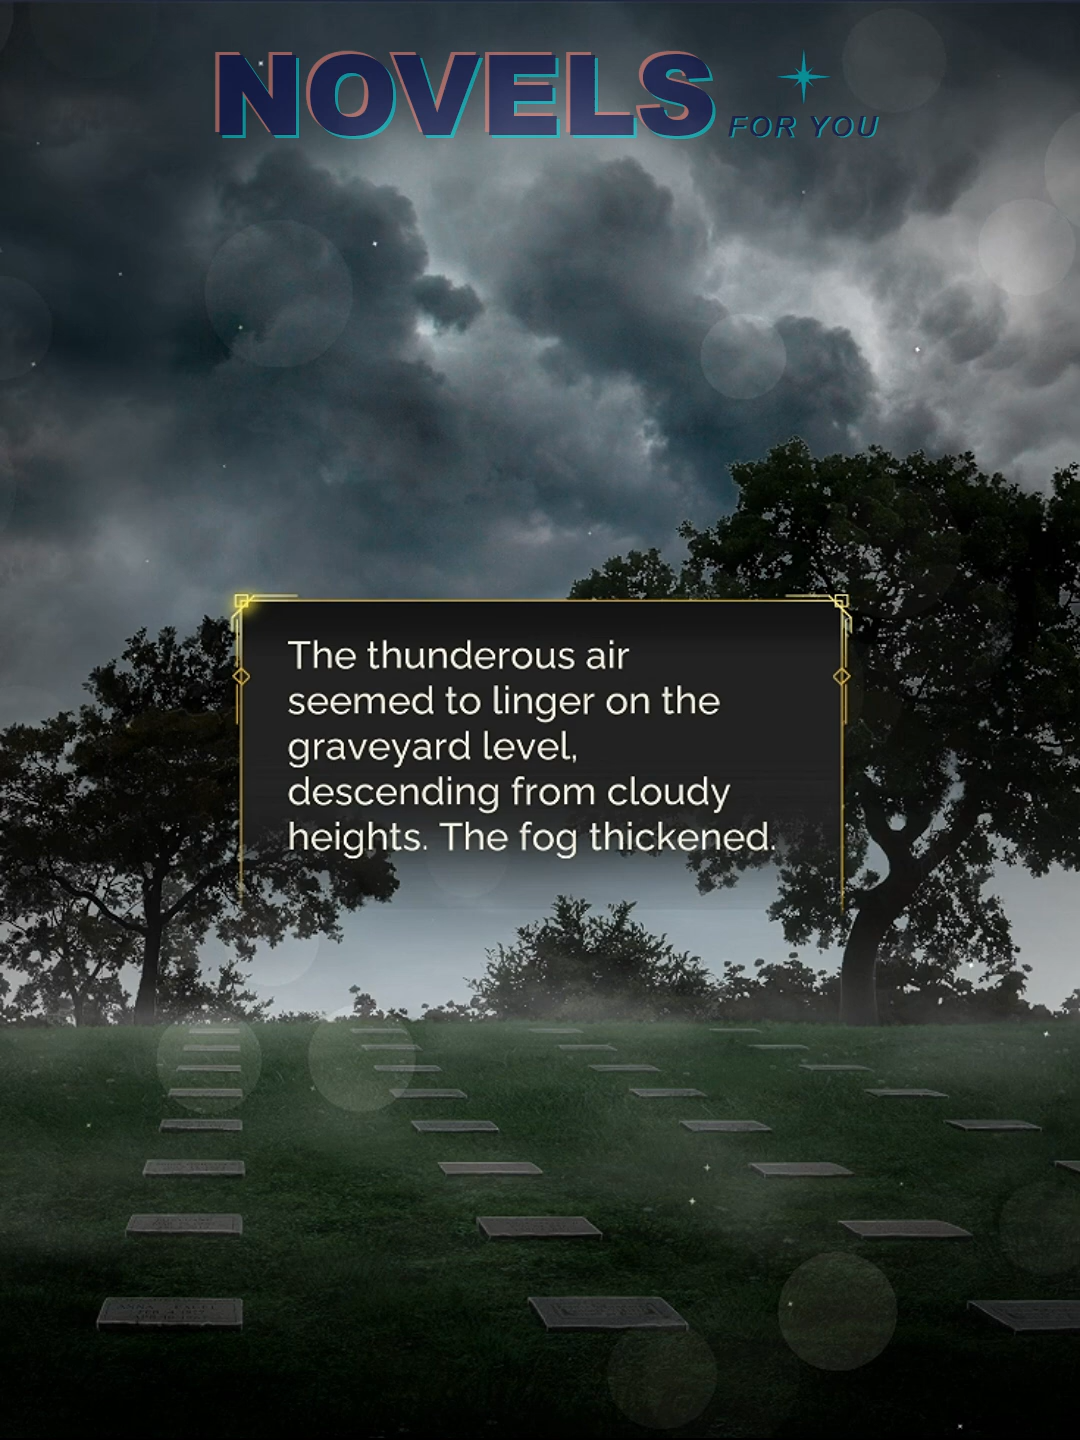 NOVELS
FOR YOU
The thunderous air
seemed to linger on the
graveyard level,
descending from cloudy
heights. The fog thickened.